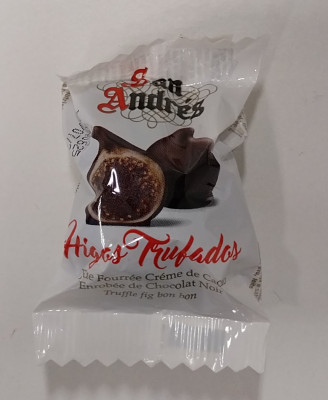 San
Andrés
Higos Trufados
Fourrée Crème de
Enrobée de Chocolat Noir
Truffle fig bon bon